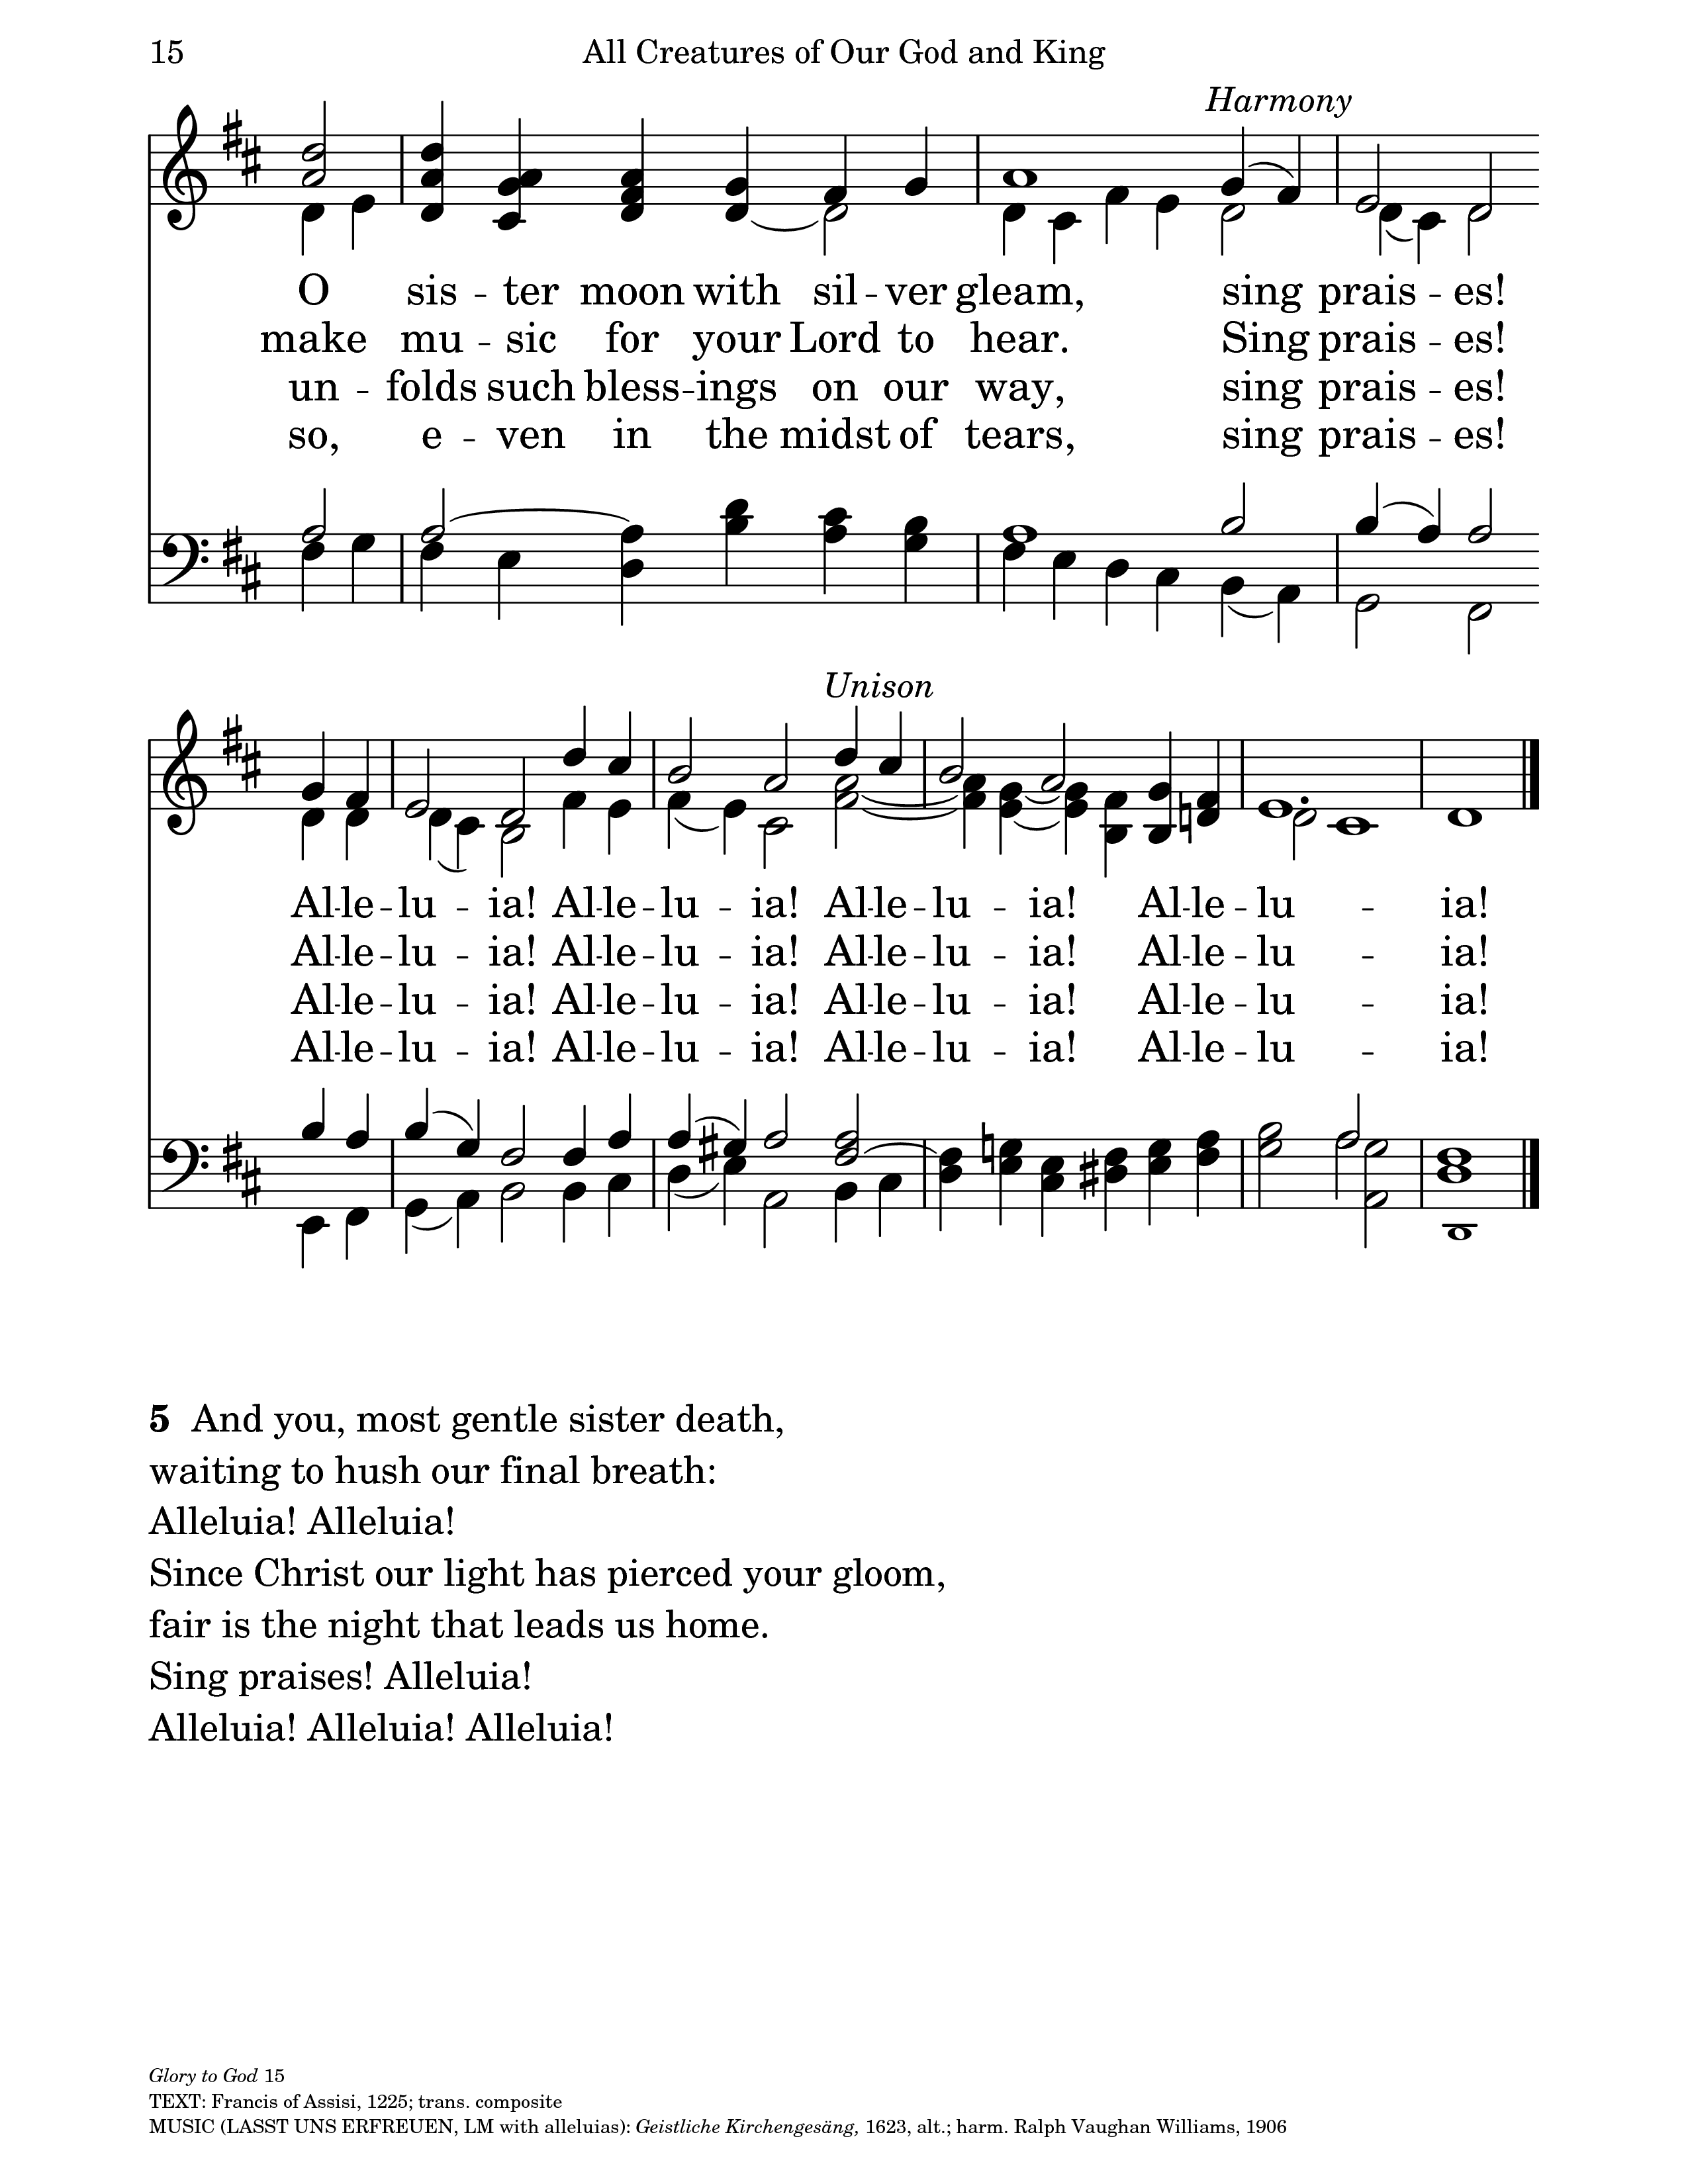 15 All Creatures of Our God and King
Harmony
O sis - ter moon with sil - ver gleam, sing prais - es!
make mu - sic for your Lord to hear. Sing prais - es!
un - folds such bless - ings on our way, sing prais - es!
so, e - ven in the midst of tears, sing prais - es!
Unison
Al - le - lu - ia! Al - le - lu - ia! Al - le - lu - ia! Al - le - lu - ia!
Al - le - lu - ia! Al - le - lu - ia! Al - le - lu - ia! Al - le - lu - ia!
Al - le - lu - ia! Al - le - lu - ia! Al - le - lu - ia! Al - le - lu - ia!
Al - le - lu - ia! Al - le - lu - ia! Al - le - lu - ia! Al - le - lu - ia!
5 And you, most gentle sister death,
waiting to hush our final breath:
Alleluia! Alleluia!
Since Christ our light has pierced your gloom,
fair is the night that leads us home.
Sing praises! Alleluia!
Alleluia! Alleluia! Alleluia!
Glory to God 15
TEXT: Francis of Assisi, 1225; trans. composite
MUSIC (LASST UNS ERFREUEN, LM with alleluias): Geistliche Kirchengesäng, 1623, alt.; harm. Ralph Vaughan Williams, 1906